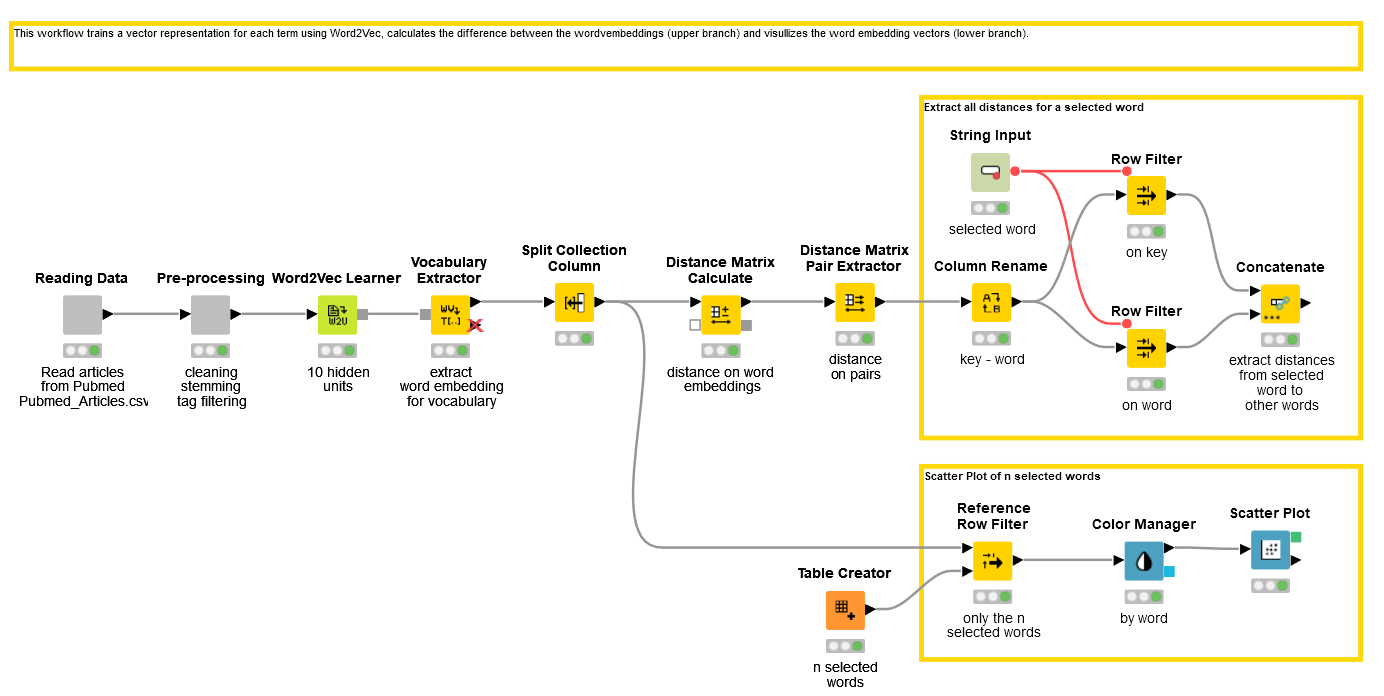 This workflow trains a vector representation for each term using Word2Vec, calculates the difference between the wordvembeddings (upper branch) and visullizes the word embedding vectors (lower branch).
Extract all distances for a selected word
String Input
selected word
Row Filter
on key
Reading Data
Read articles
from Pubmed
Pubmed_Articles.csv
Pre-processing
cleaning
stemming
tag filtering
Word2Vec Learner
W2U
10 hidden
units
Vocabulary
Extractor
T[..]
extract
word embedding
for vocabulary
Split Collection
Column
Distance Matrix
Calculate
distance on word
embeddings
Distance Matrix
Pair Extractor
distance
on pairs
Column Rename
A
B
key - word
Row Filter
on word
Concatenate
extract distances
from selected
word to
other words
Scatter Plot of n selected words
Table Creator
n selected
words
Reference
Row Filter
only the n
selected words
Color Manager
by word
Scatter Plot